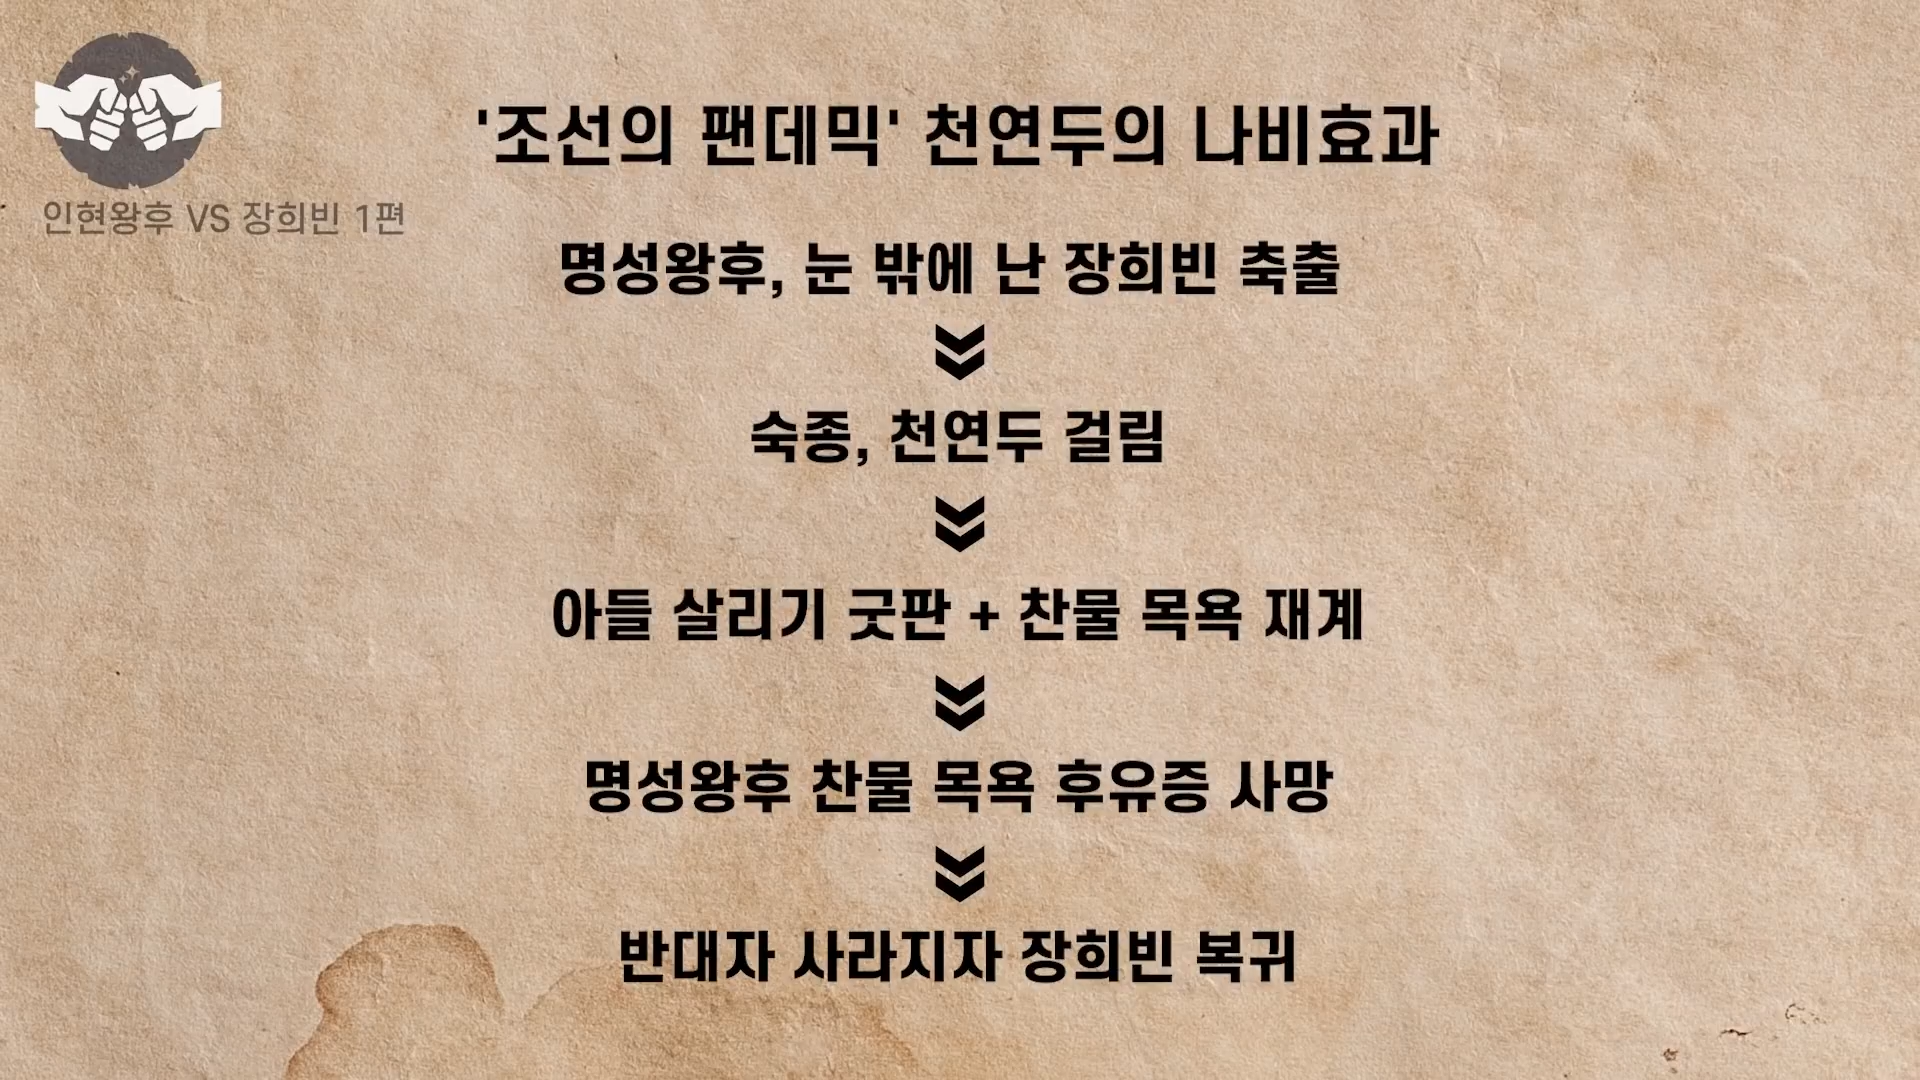 인현왕후 VS 장희빈 1편
'조선의 팬데믹' 천연두의 나비효과
명성왕후, 눈 밖에 난 장희빈 축출
숙종, 천연두 걸림
아들 살리기 굿판 + 찬물 목욕 재계
명성왕후 찬물 목욕 후유증 사망
반대자 사라지자 장희빈 복귀